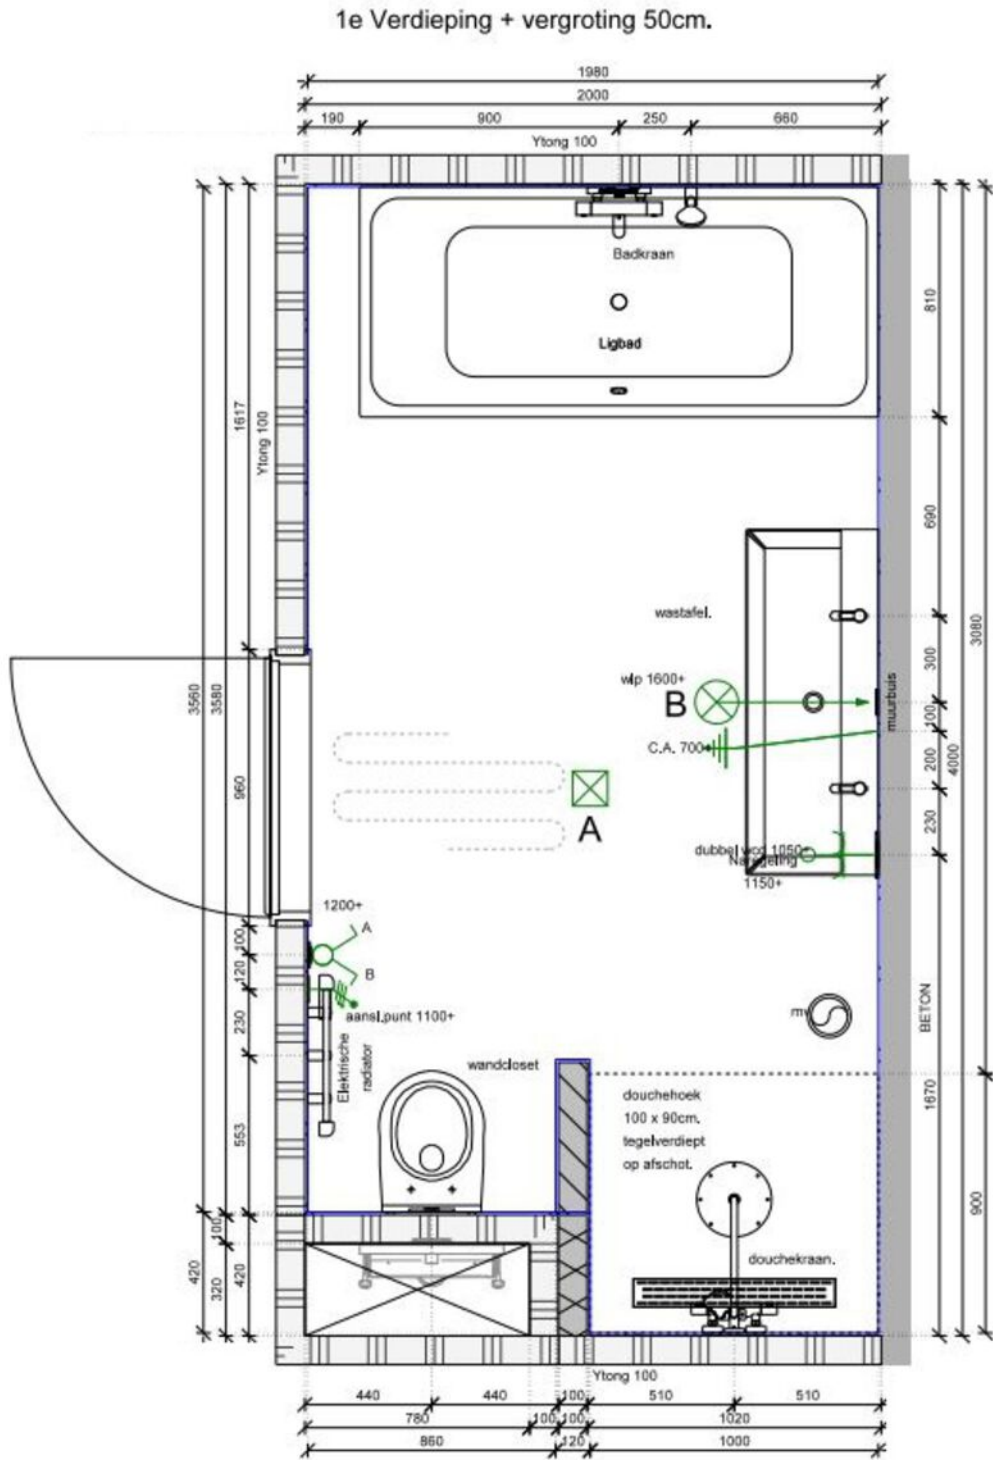 1e Verdieping + vergroting 50cm.
1980
2000
190 900 250 660
Ytong 100
Badkraan
Ligbad
810
1617
Ytong 100
690
wastafel.
3080
300
wlp 1600+
B
muurbuis
3560
3580
100
C.A. 700+
200
4000
960
A
230
dubbel wcd 1050+
Naregeling
1150+
1200+
A
100
B
120
aansl.punt 1100+
230
Elektrische
radiator
BETON
wandcloset
douchehoek
100 x 90cm.
tegelverdiept
op afschot.
1670
553
900
100
douchekraan.
420
320
420
Ytong 100
440 440 100 510 510
780 100 100 1020
860 120 1000